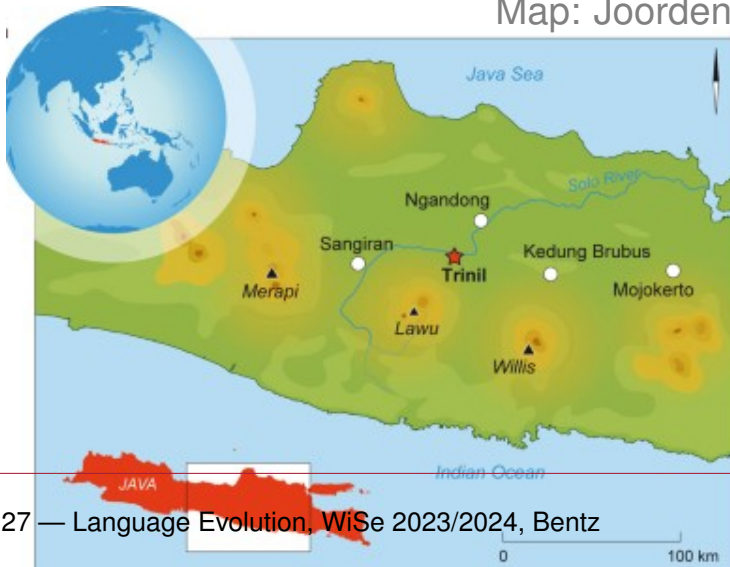 Map: Joorden
Java Sea
Solo River
Ngandong
Sangiran
Kedung Brubus
Trinil
Mojokerto
Merapi
Lawu
Willis
JAVA
Indian Ocean
27 — Language Evolution, WiSe 2023/2024, Bentz
0 100 km